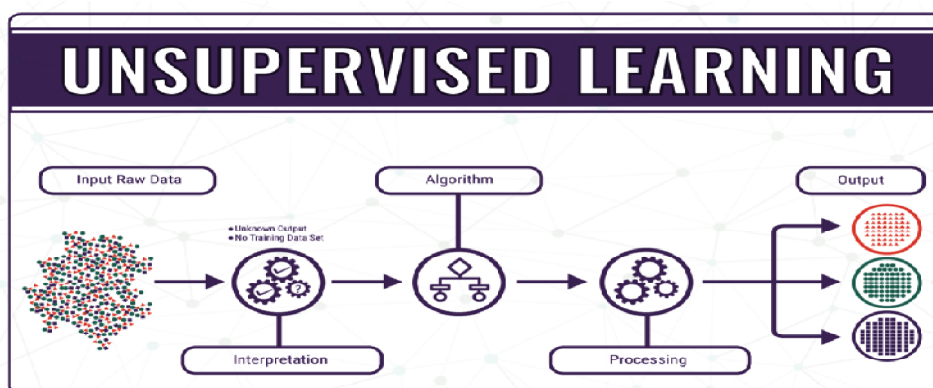 UNSUPERVISED LEARNING
Input Raw Data
Algorithm
Output
• Unknown Output
• No Training Data Set
?
Interpretation
Processing